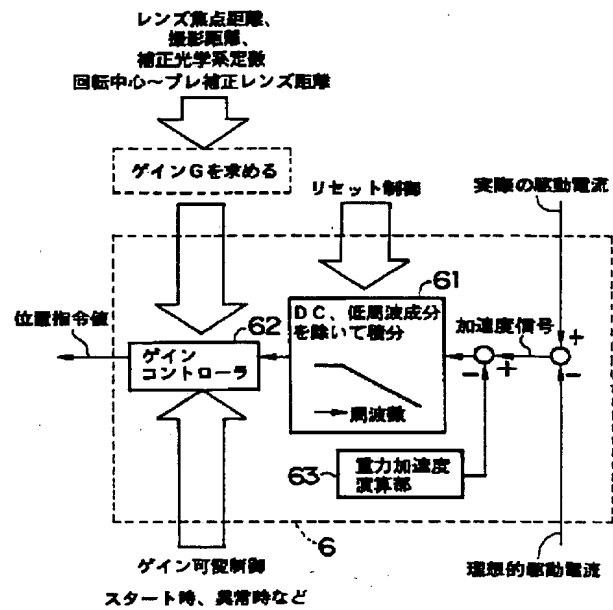 レンズ焦点距離、
撮影距離、
補正光学系定数
回転中心~ブレ補正レンズ距離
ゲインGを求める
リセット制御
実際の駆動電流
61
DC、低周波成分
を除いて積分
周波数
加速度信号
+
-
+
-
位置指令値
62
ゲイン
コントローラ
63
重力加速度
演算部
6
ゲイン可変制御
スタート時、異常時など
理想的駆動電流